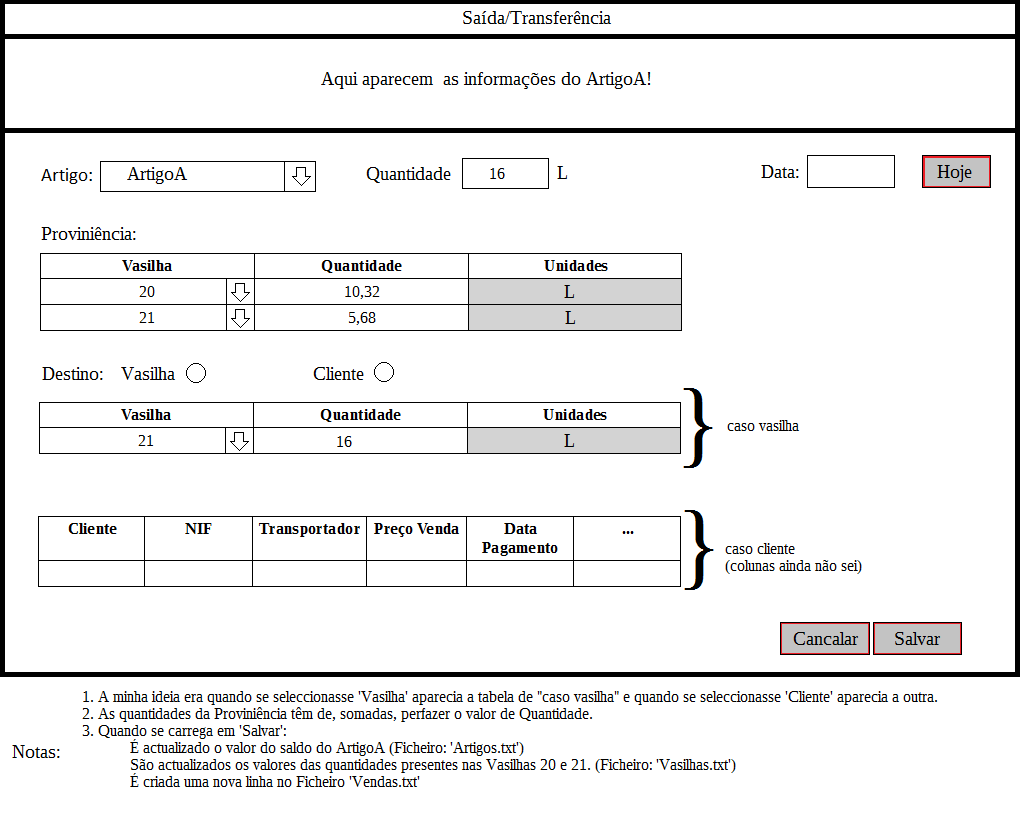 Saída/Transferência
Aqui aparecem as informações do ArtigoA!
Artigo: ArtigoA Quantidade 16 L Data: Hoje
Proviniência:
Vasilha Quantidade Unidades
20 10,32 L
21 5,68 L
Destino: Vasilha Cliente
Vasilha Quantidade Unidades
21 16 L
caso vasilha
Cliente NIF Transportador Preço Venda Data Pagamento ...
caso cliente
(colunas ainda não sei)
Cancalar Salvar
Notas:
1. A minha ideia era quando se seleccionasse 'Vasilha' aparecia a tabela de "caso vasilha" e quando se seleccionasse 'Cliente' aparecia a outra.
2. As quantidades da Proviniência têm de, somadas, perfazer o valor de Quantidade.
3. Quando se carrega em 'Salvar':
É actualizado o valor do saldo do ArtigoA (Ficheiro: 'Artigos.txt')
São actualizados os valores das quantidades presentes nas Vasilhas 20 e 21. (Ficheiro: 'Vasilhas.txt')
É criada uma nova linha no Ficheiro 'Vendas.txt'